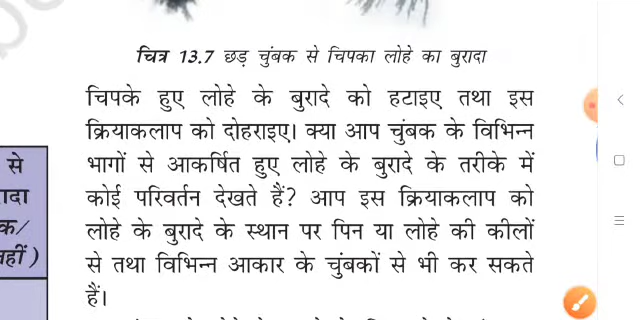 चित्र 13.7 छड़ चुंबक से चिपका लोहे का बुरादा
चिपके हुए लोहे के बुरादे को हटाइए तथा इस
क्रियाकलाप को दोहराइए। क्या आप चुंबक के विभिन्न
भागों से आकर्षित हुए लोहे के बुरादे के तरीके में
कोई परिवर्तन देखते हैं? आप इस क्रियाकलाप को
लोहे के बुरादे के स्थान पर पिन या लोहे की कीलों
से तथा विभिन्न आकार के चुंबकों से भी कर सकते
हैं।
से
क/